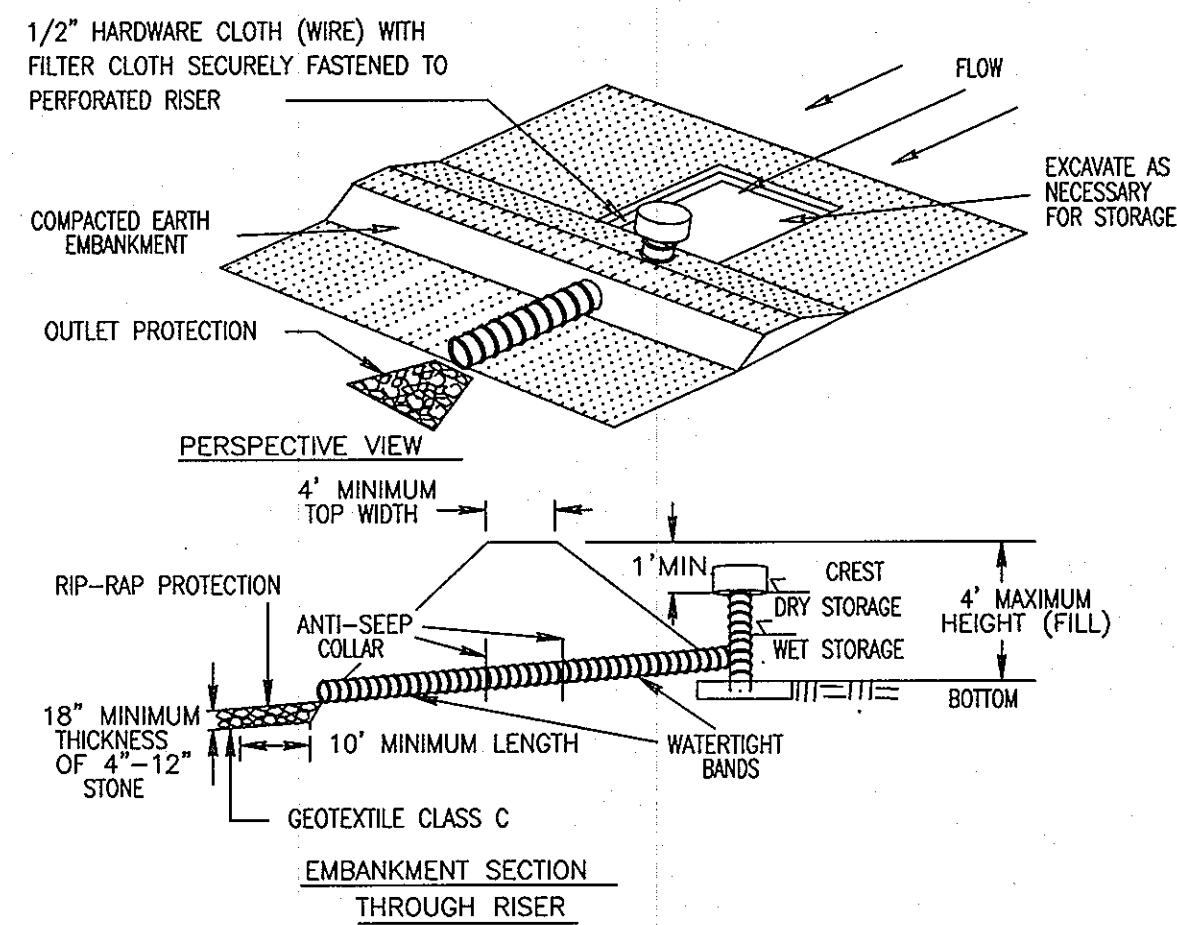 1/2" HARDWARE CLOTH (WIRE) WITH
FILTER CLOTH SECURELY FASTENED TO
PERFORATED RISER
FLOW
EXCAVATE AS
NECESSARY
FOR STORAGE
COMPACTED EARTH
EMBANKMENT
OUTLET PROTECTION
PERSPECTIVE VIEW
4' MINIMUM
TOP WIDTH
1' MIN.
CREST
DRY STORAGE
WET STORAGE
4' MAXIMUM
HEIGHT (FILL)
BOTTOM
RIP-RAP PROTECTION
ANTI-SEEP
COLLAR
18" MINIMUM
THICKNESS
OF 4"-12"
STONE
10' MINIMUM LENGTH
WATERTIGHT
BANDS
GEOTEXTILE CLASS C
EMBANKMENT SECTION
THROUGH RISER